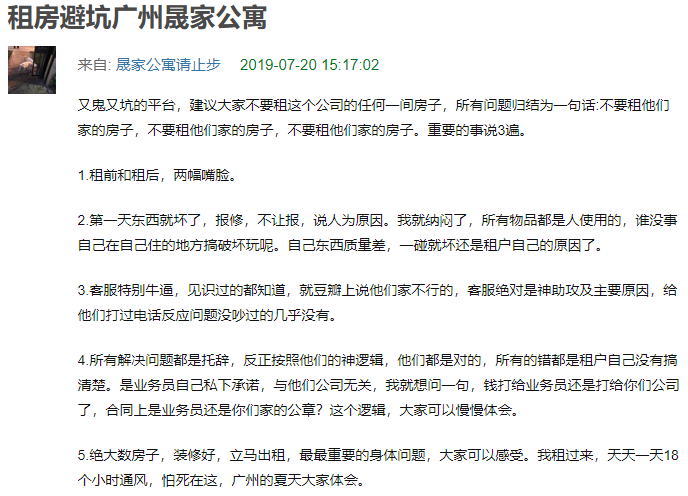 租房避坑广州晟家公寓
来自: 晟家公寓请止步 2019-07-20 15:17:02
又鬼又坑的平台，建议大家不要租这个公司的任何一间房子，所有问题归结为一句话:不要租他们
家的房子，不要租他们家的房子，不要租他们家的房子。重要的事说3遍。
1.租前和租后，两幅嘴脸。
2.第一天东西就坏了，报修，不让报，说人为原因。我就纳闷了，所有物品都是人使用的，谁没事
自己在自己住的地方搞破坏玩呢。自己东西质量差，一碰就坏还是租户自己的原因了。
3.客服特别牛逼，见识过的都知道，就豆瓣上说他们家不行的，客服绝对是神助攻及主要原因，给
他们打过电话反应问题没吵过的几乎没有。
4.所有解决问题都是托辞，反正按照他们的神逻辑，他们都是对的，所有的错都是租户自己没有搞
清楚。是业务员自己私下承诺，与他们公司无关，我就想问一句，钱打给业务员还是打给你们公司
了，合同上是业务员还是你们家的公章？这个逻辑，大家可以慢慢体会。
5.绝大数房子，装修好，立马出租，最最重要的身体问题，大家可以感受。我租过来，天天一天18
个小时通风，怕死在这，广州的夏天大家体会。